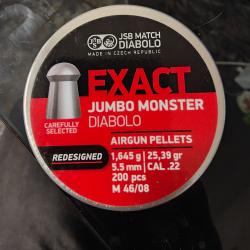 JSB MATCH
DIABOLO
MADE IN CZECH REPUBLIC
EXACT
JUMBO MONSTER
DIABOLO
CAREFULLY
SELECTED
AIRGUN PELLETS
REDESIGNED
1,645 g | 25,39 gr
5.5 mm | CAL .22
200 pcs
M 46/08